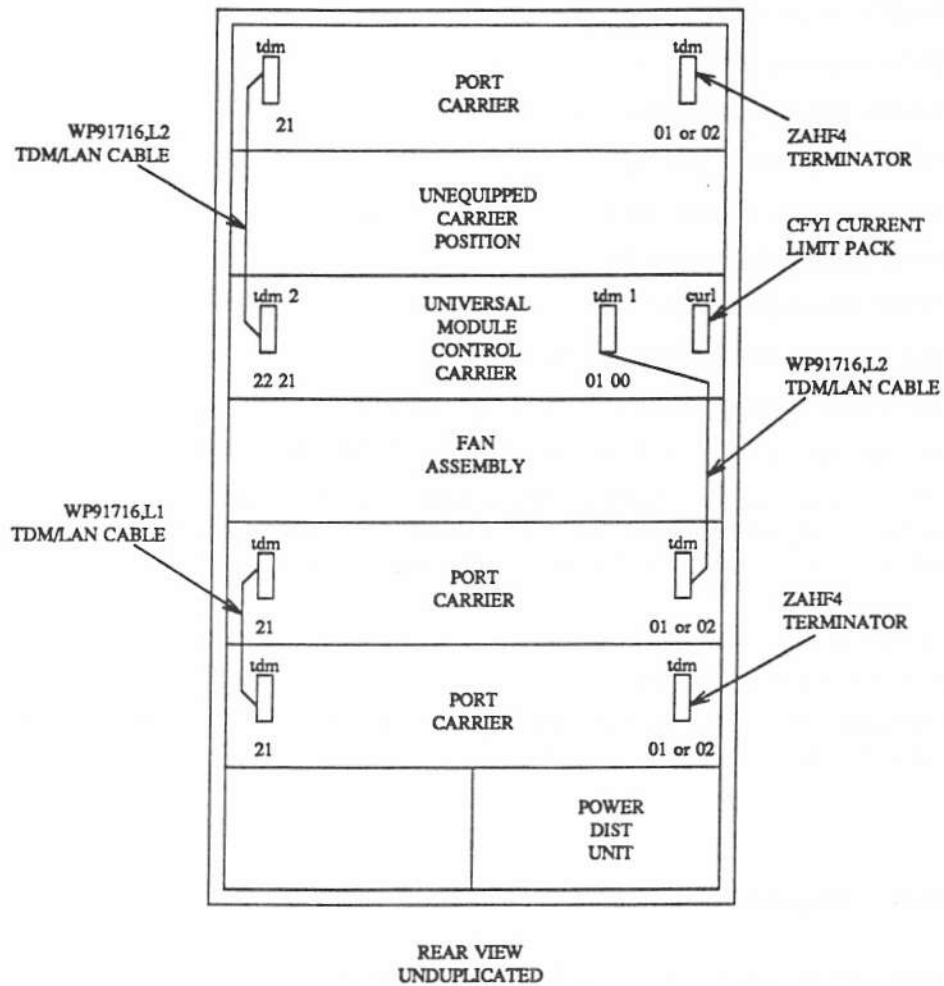 tdm
tdm
PORT
CARRIER
21
01 or 02
WP91716,L2
TDM/LAN CABLE
ZAHF4
TERMINATOR
UNEQUIPPED
CARRIER
POSITION
CFYI CURRENT
LIMIT PACK
tdm 2
UNIVERSAL
MODULE
CONTROL
CARRIER
tdm 1
curl
22 21
01 00
WP91716,L2
TDM/LAN CABLE
FAN
ASSEMBLY
WP91716,L1
TDM/LAN CABLE
tdm
tdm
PORT
CARRIER
21
01 or 02
ZAHF4
TERMINATOR
tdm
tdm
PORT
CARRIER
21
01 or 02
POWER
DIST
UNIT
REAR VIEW
UNDUPLICATED